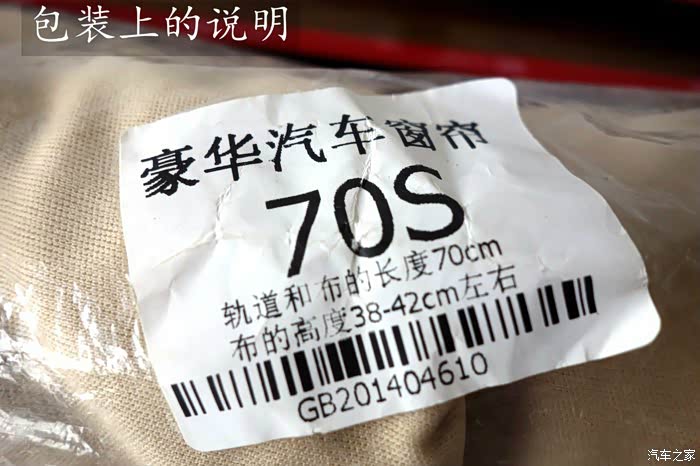 包装上的说明
豪华汽车窗帘
70S
轨道和布的长度70cm
布的高度38-42cm左右
GB201404610
汽车之家